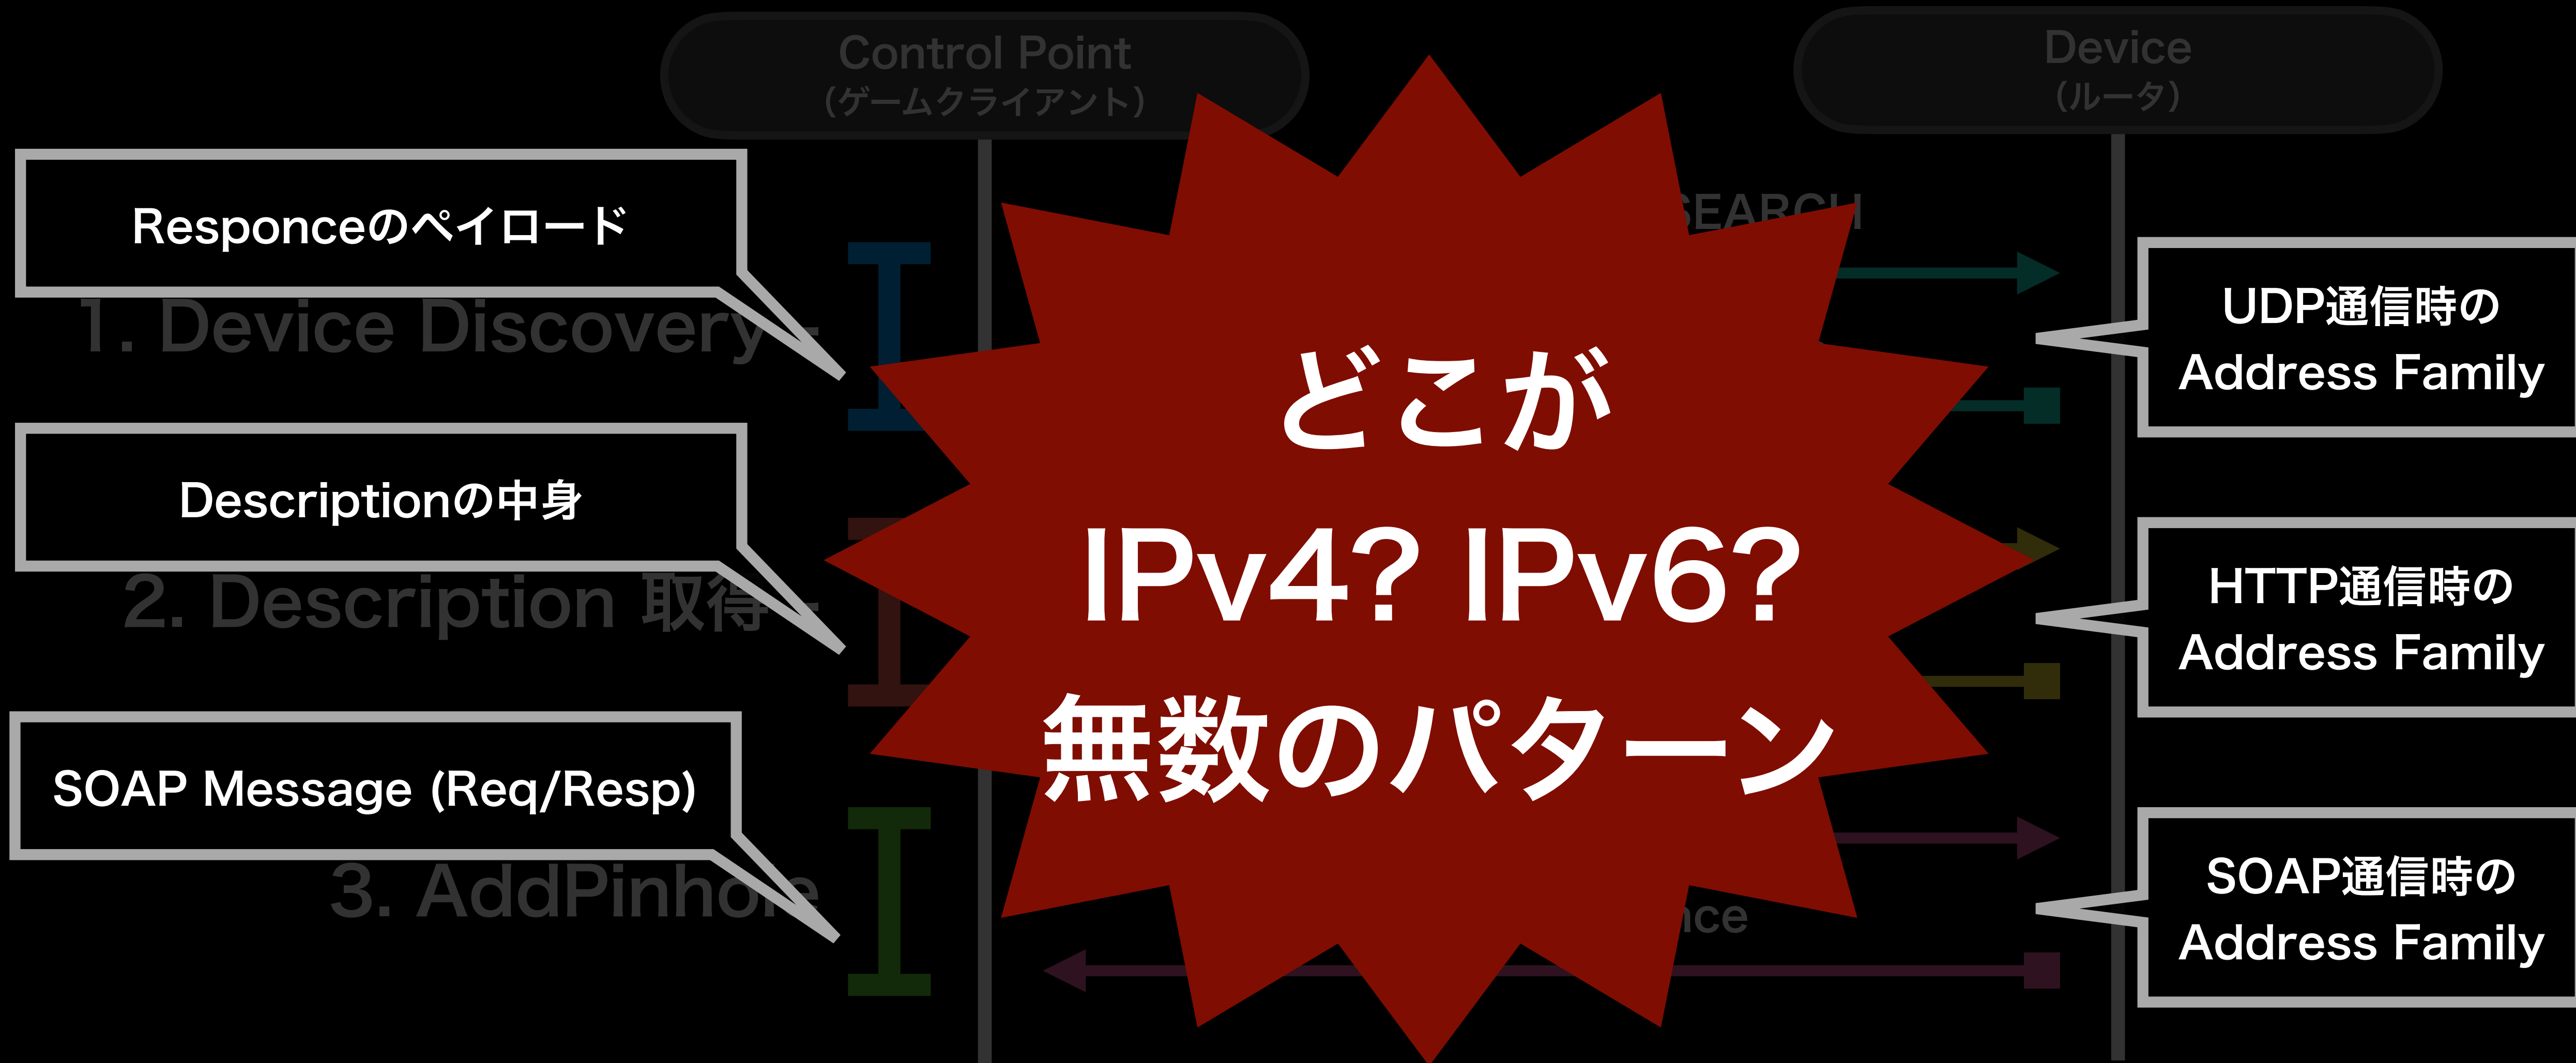 Control Point
（ゲームクライアント）
Device
（ルータ）
Responceのペイロード
1. Device Discovery
UDP通信時の
Address Family
どこが
IPv4? IPv6?
無数のパターン
Descriptionの中身
2. Description 取得
HTTP通信時の
Address Family
SOAP Message (Req/Resp)
3. AddPinhole
SOAP通信時の
Address Family